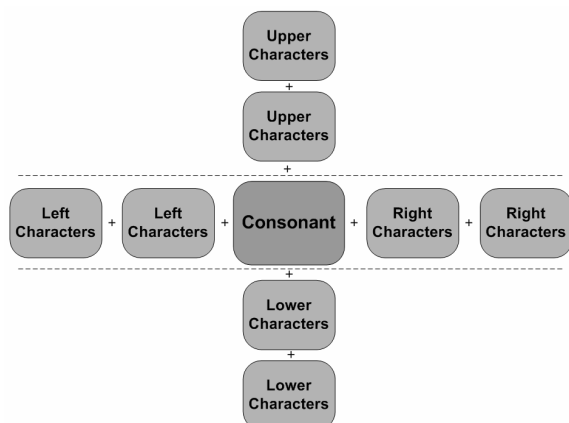 Upper
Characters
+
Upper
Characters
+
Left
Characters
+
Left
Characters
+
Consonant
+
Right
Characters
+
Right
Characters
+
Lower
Characters
+
Lower
Characters